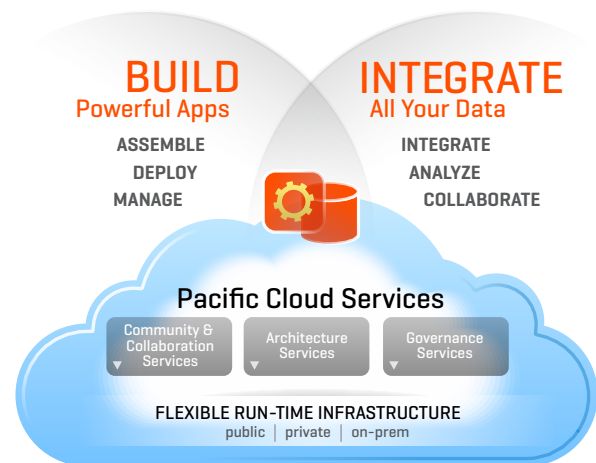 BUILD
Powerful Apps
ASSEMBLE
DEPLOY
MANAGE
INTEGRATE
All Your Data
INTEGRATE
ANALYZE
COLLABORATE
Pacific Cloud Services
Community &
Collaboration
Services
Architecture
Services
Governance
Services
FLEXIBLE RUN-TIME INFRASTRUCTURE
public | private | on-prem